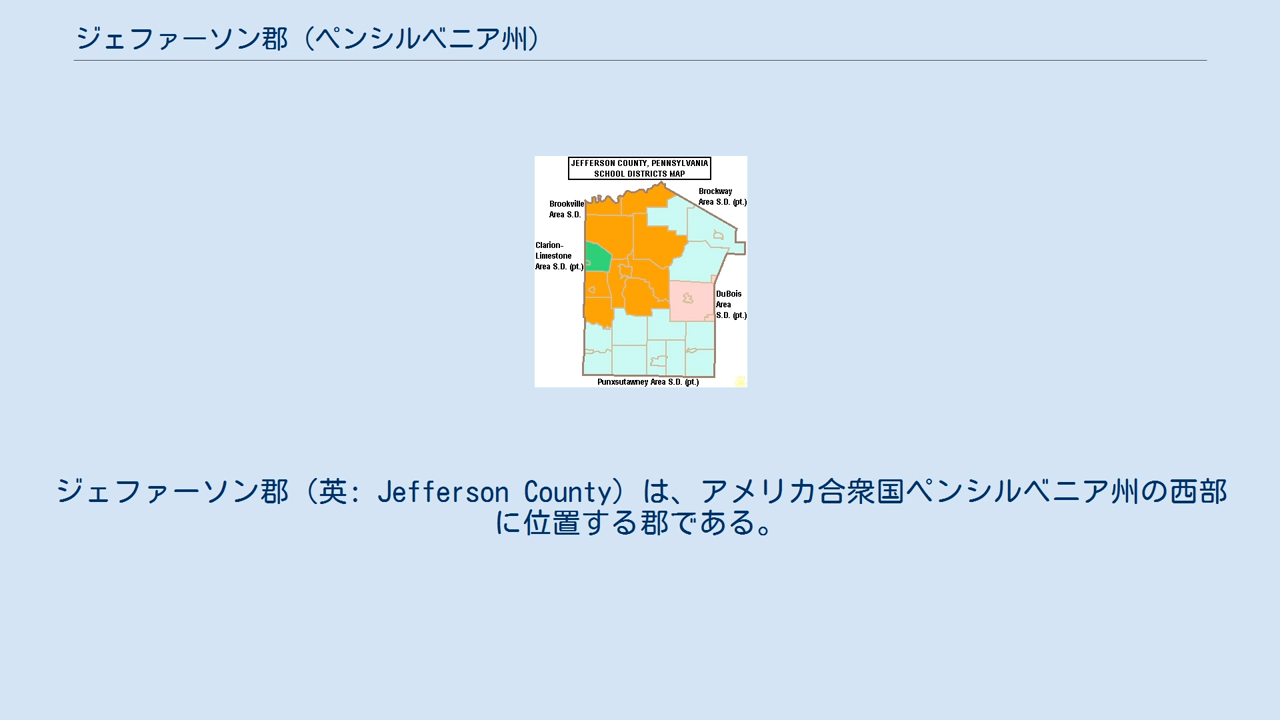 ジェファーソン郡（ペンシルベニア州）
JEFFERSON COUNTY, PENNSYLVANIA
SCHOOL DISTRICTS MAP
Brockway
Area S.D. (pt.)
Brookville
Area S.D.
Clarion-
Limestone
Area S.D. (pt.)
DuBois
Area
S.D. (pt.)
Punxsutawney Area S.D. (pt.)
ジェファーソン郡（英: Jefferson County）は、アメリカ合衆国ペンシルベニア州の西部
に位置する郡である。